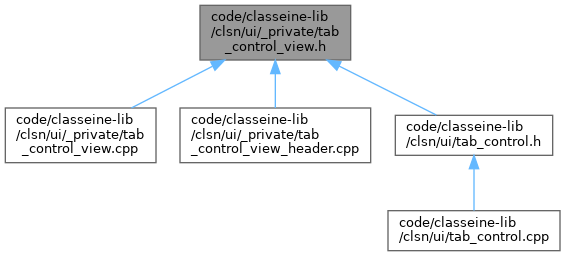 code/classeine-lib
/clsn/ui/_private/tab
_control_view.h
code/classeine-lib
/clsn/ui/_private/tab
_control_view.cpp
code/classeine-lib
/clsn/ui/_private/tab
_control_view_header.cpp
code/classeine-lib
/clsn/ui/tab_control.h
code/classeine-lib
/clsn/ui/tab_control.cpp